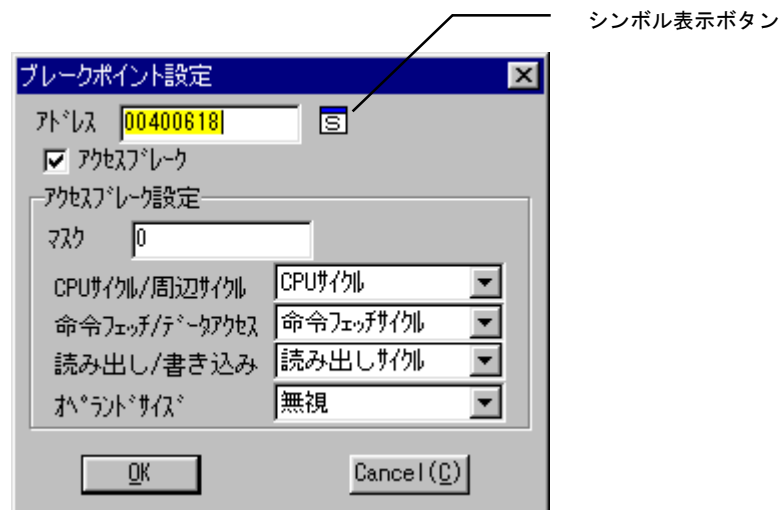 シンボル表示ボタン
ブレークポイント設定
ｱﾄﾞﾚｽ 00400618 S
ｱｸｾｽﾌﾞﾚｰｸ
ｱｸｾｽﾌﾞﾚｰｸ設定
ﾏｽｸ 0
CPUｻｲｸﾙ/周辺ｻｲｸﾙ CPUｻｲｸﾙ
命令ﾌｪｯﾁ/ﾃﾞｰﾀｱｸｾｽ 命令ﾌｪｯﾁｻｲｸﾙ
読み出し/書き込み 読み出しｻｲｸﾙ
ｵﾍﾟﾗﾝﾄﾞｻｲｽﾞ 無視
OK Cancel(C)